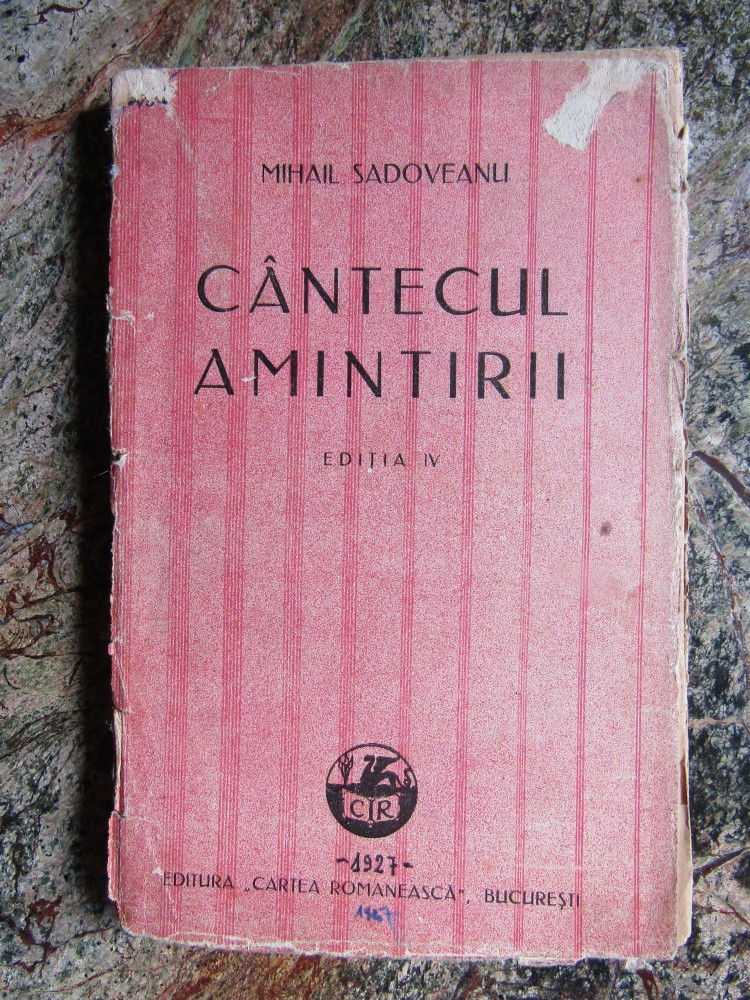 MIHAIL SADOVEANU
CÂNTECUL
AMINTIRII
EDIȚIA IV
CR
-1927-
EDITURA „CARTEA ROMANEASCĂ", BUCUREȘTI